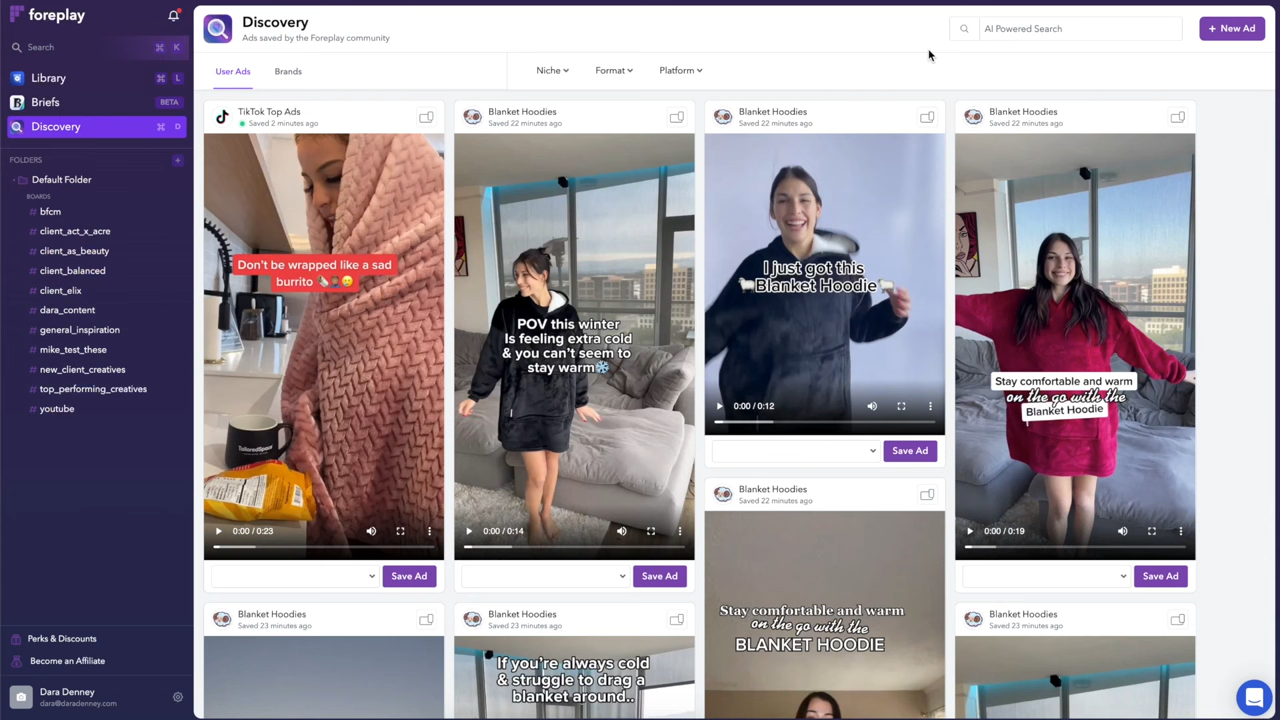 foreplay
Search ⌘ K
Library ⌘ L
Briefs BETA
Discovery ⌘ D
FOLDERS +
Default Folder
BOARDS
# bfcm
# client_act_x_acre
# client_as_beauty
# client_balanced
# client_elix
# dara_content
# general_inspiration
# mike_test_these
# new_client_creatives
# top_performing_creatives
# youtube
Perks & Discounts
Become an Affiliate
Dara Denney
dara@daradenney.com
Discovery
Ads saved by the Foreplay community
AI Powered Search
+ New Ad
User Ads
Brands
Niche
Format
Platform
TikTok Top Ads
Saved 2 minutes ago
Don't be wrapped like a sad
burrito 🌯🤦🏾‍♀️😢
0:00 / 0:23
Save Ad
Blanket Hoodies
Saved 23 minutes ago
Blanket Hoodies
Saved 22 minutes ago
POV this winter
Is feeling extra cold
& you can't seem to
stay warm❄️
0:00 / 0:14
Save Ad
Blanket Hoodies
Saved 23 minutes ago
If you're always cold
& struggle to drag a
blanket around..
Blanket Hoodies
Saved 22 minutes ago
I just got this
🐑Blanket Hoodie🐑
0:00 / 0:12
Save Ad
Blanket Hoodies
Saved 22 minutes ago
Stay comfortable and warm
on the go with the
BLANKET HOODIE
Blanket Hoodies
Saved 22 minutes ago
Stay comfortable and warm
on the go with the
Blanket Hoodie
0:00 / 0:19
Save Ad
Blanket Hoodies
Saved 23 minutes ago